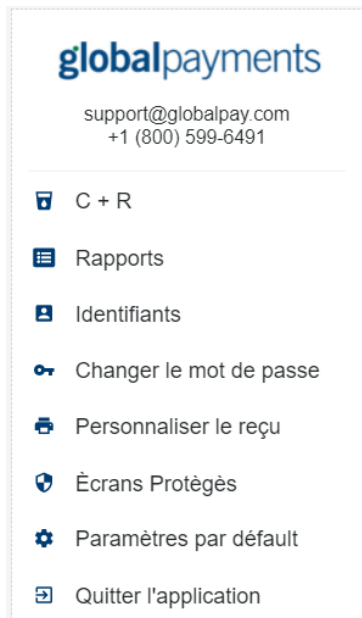 globalpayments
support@globalpay.com
+1 (800) 599-6491
C + R
Rapports
Identifiants
Changer le mot de passe
Personnaliser le reçu
Ècrans Protègès
Paramètres par défault
Quitter l'application